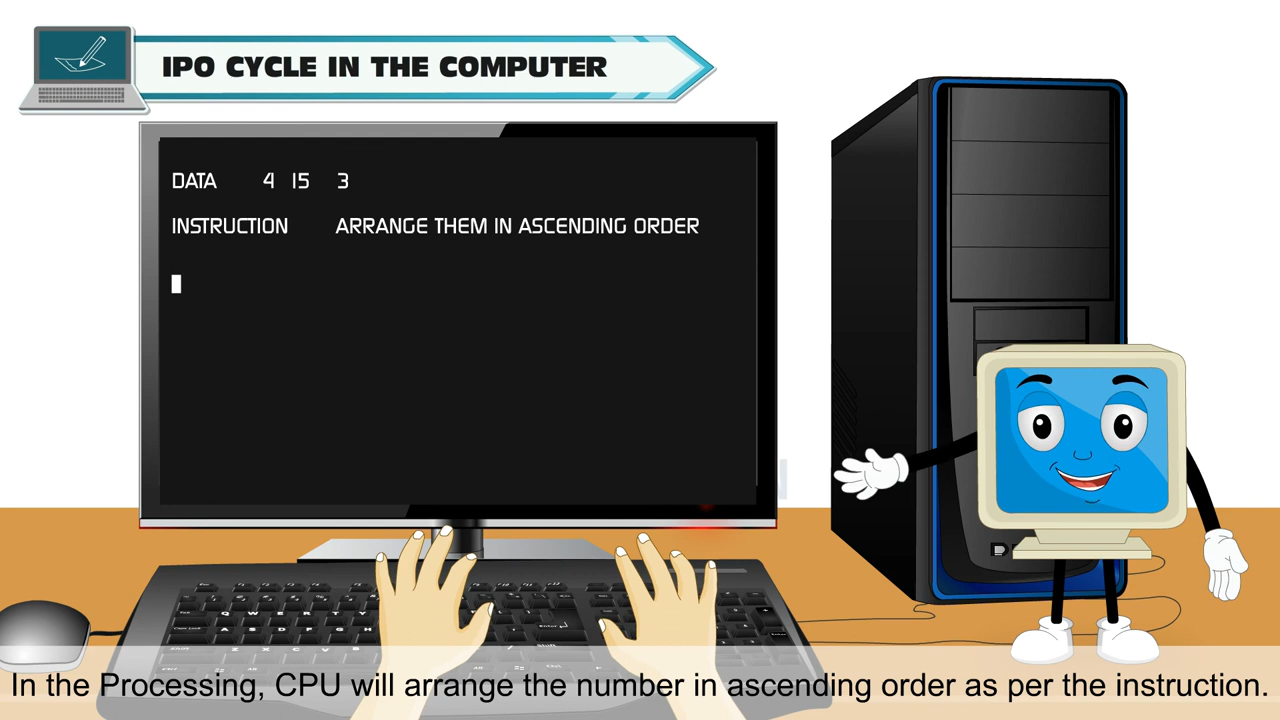 IPO CYCLE IN THE COMPUTER
DATA 4 15 3
INSTRUCTION ARRANGE THEM IN ASCENDING ORDER
In the Processing, CPU will arrange the number in ascending order as per the instruction.